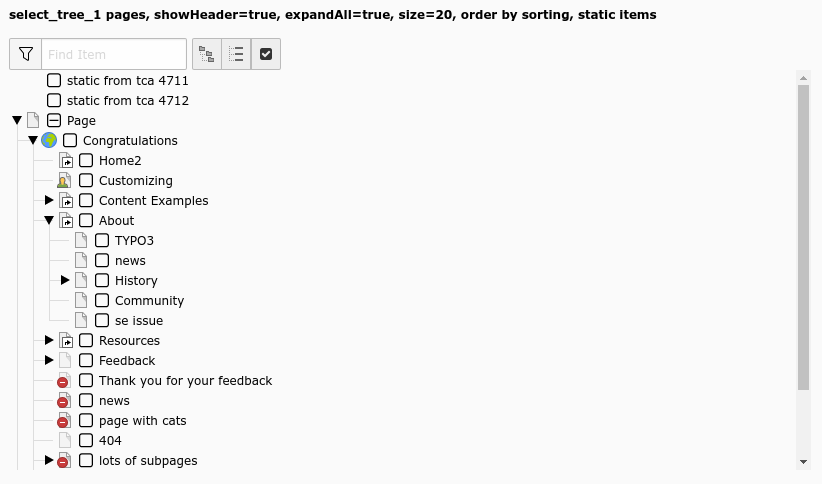 select_tree_1 pages, showHeader=true, expandAll=true, size=20, order by sorting, static items
Find Item
static from tca 4711
static from tca 4712
Page
Congratulations
Home2
Customizing
Content Examples
About
TYPO3
news
History
Community
se issue
Resources
Feedback
Thank you for your feedback
news
page with cats
404
lots of subpages